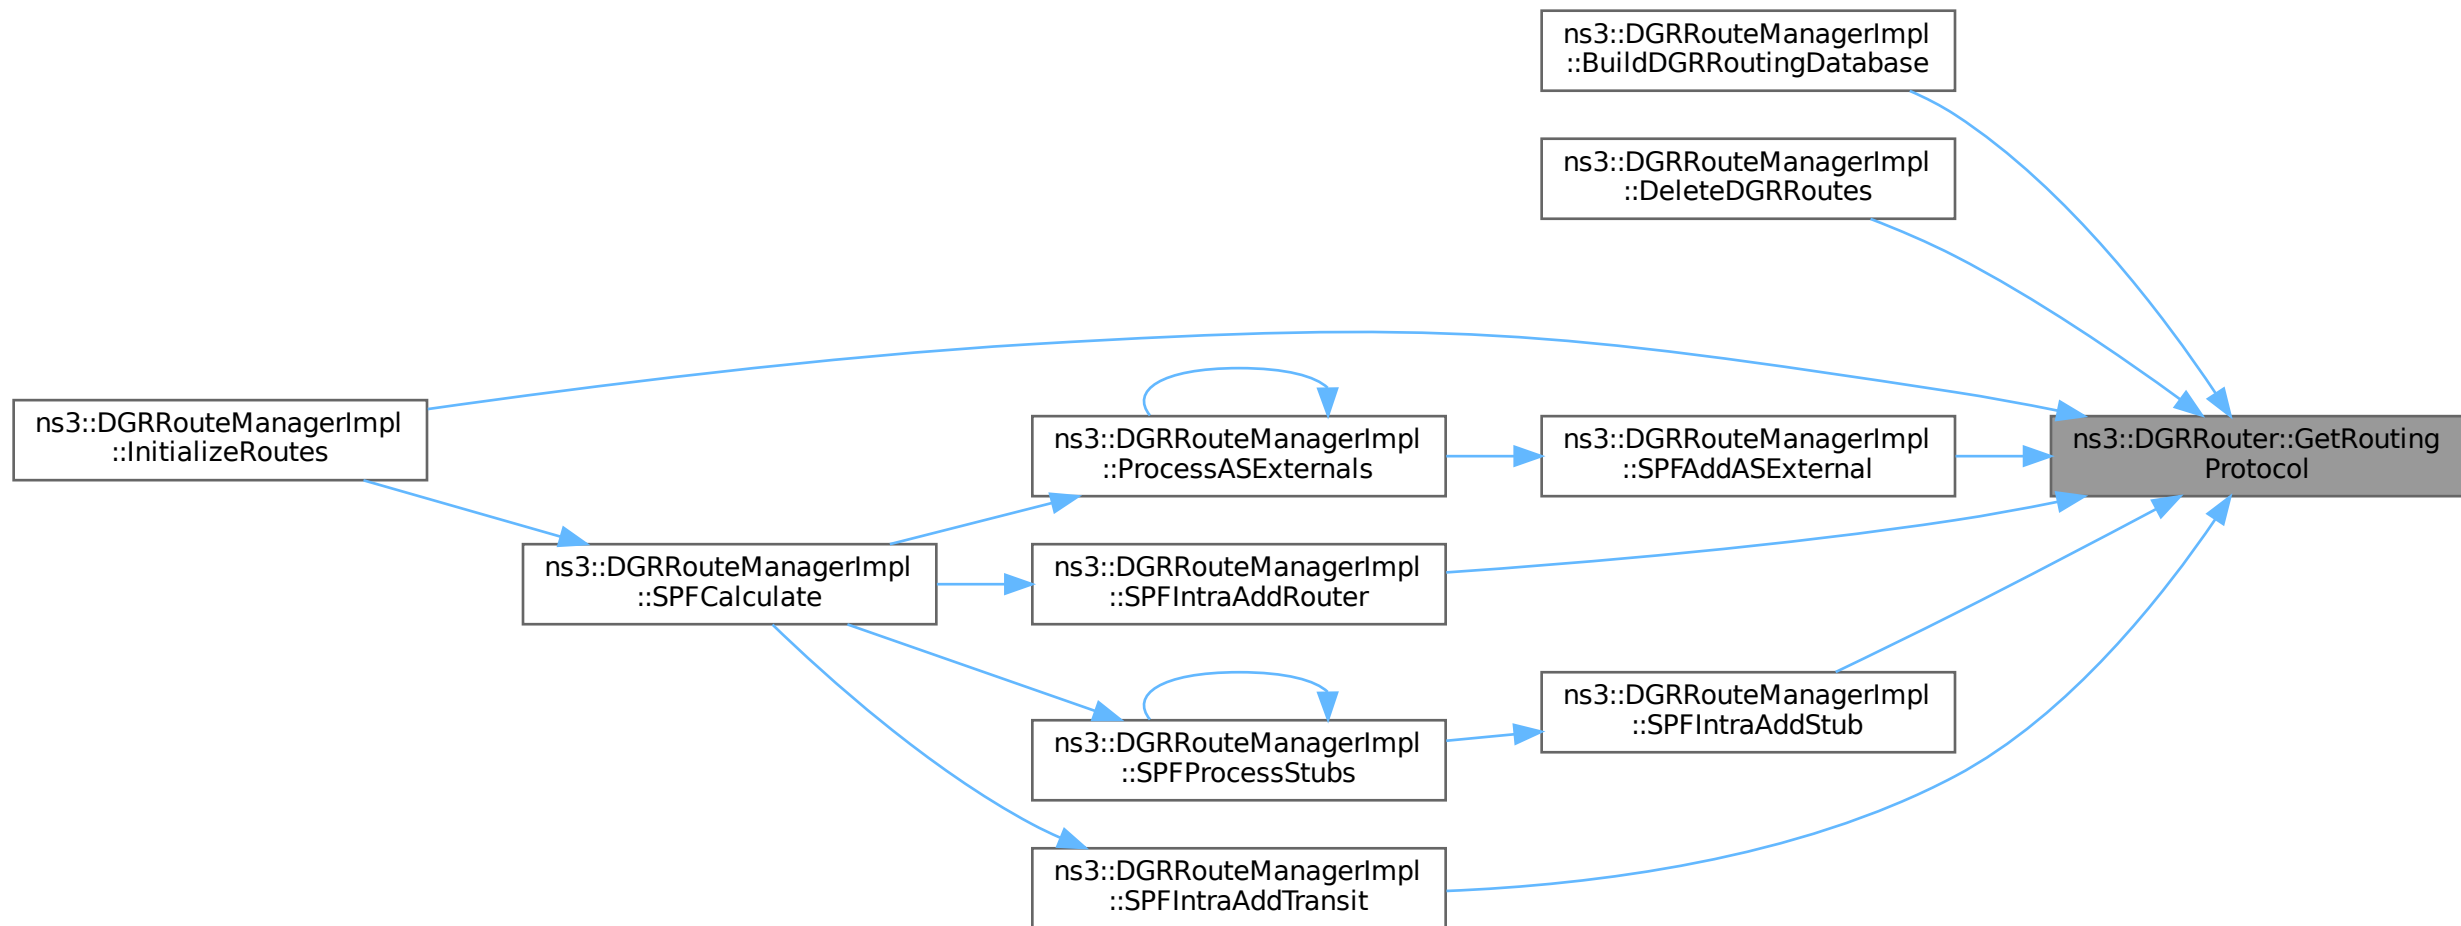 ns3::DGRRouteManagerImpl
::BuildDGRRoutingDatabase
ns3::DGRRouteManagerImpl
::DeleteDGRRoutes
ns3::DGRRouteManagerImpl
::InitializeRoutes
ns3::DGRRouteManagerImpl
::ProcessASExternals
ns3::DGRRouteManagerImpl
::SPFAddASExternal
ns3::DGRRouter::GetRouting
Protocol
ns3::DGRRouteManagerImpl
::SPFCalculate
ns3::DGRRouteManagerImpl
::SPFIntraAddRouter
ns3::DGRRouteManagerImpl
::SPFIntraAddStub
ns3::DGRRouteManagerImpl
::SPFProcessStubs
ns3::DGRRouteManagerImpl
::SPFIntraAddTransit